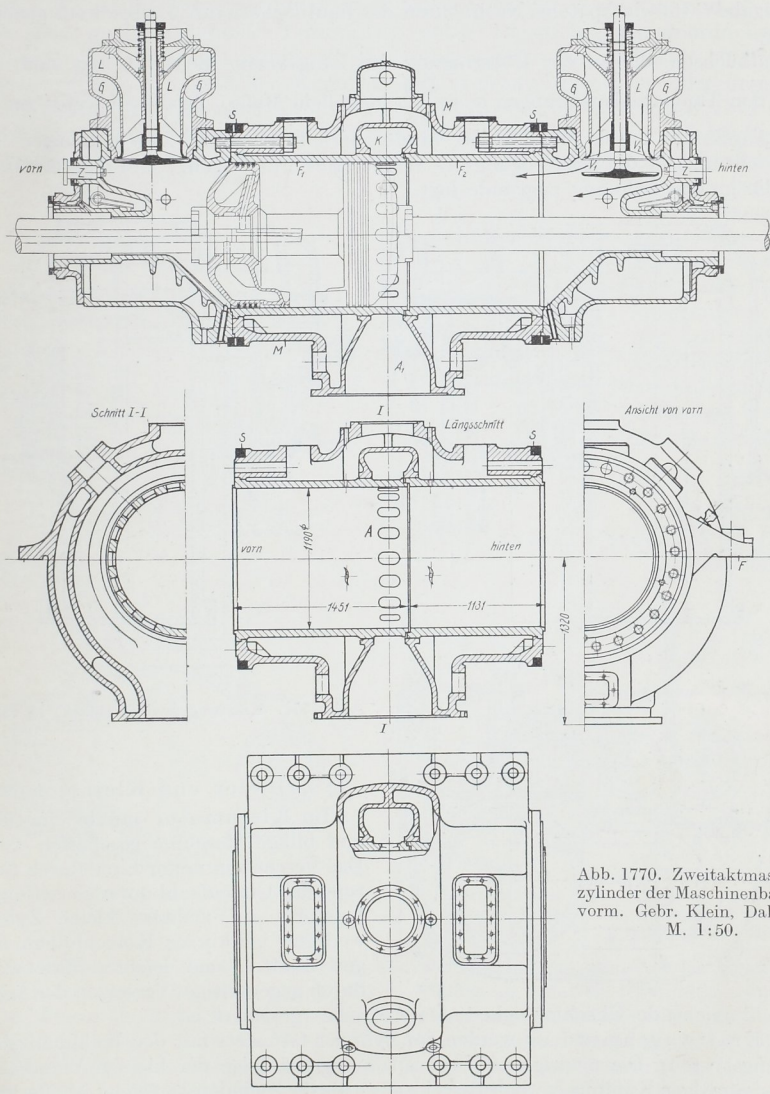 L
G
L
G
G
L
G
S
M
S
K
V₁
V₂
vorn
Z
F₁
F₂
Z
hinten
M
A₁
I
Schnitt I-I
Längsschnitt
Ansicht von vorn
S
S
1190⌀
A
vorn
hinten
F
1451
1131
1320
I
Abb. 1770. Zweitaktmas
zylinder der Maschinenba
vorm. Gebr. Klein, Dal
M. 1:50.